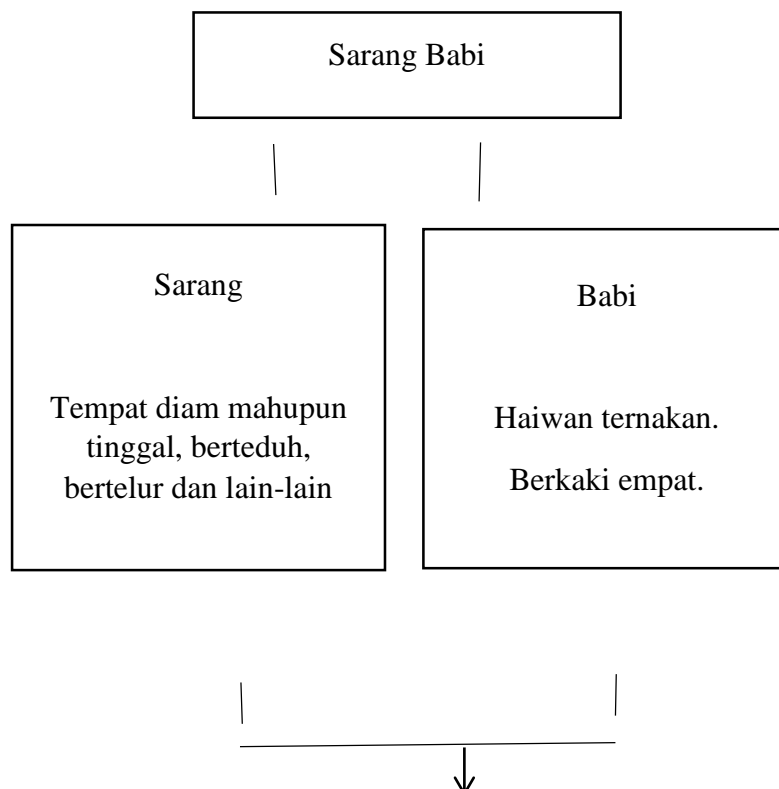 Sarang Babi
Sarang
Tempat diam mahupun
tinggal, berteduh,
bertelur dan lain-lain
Babi
Haiwan ternakan.
Berkaki empat.